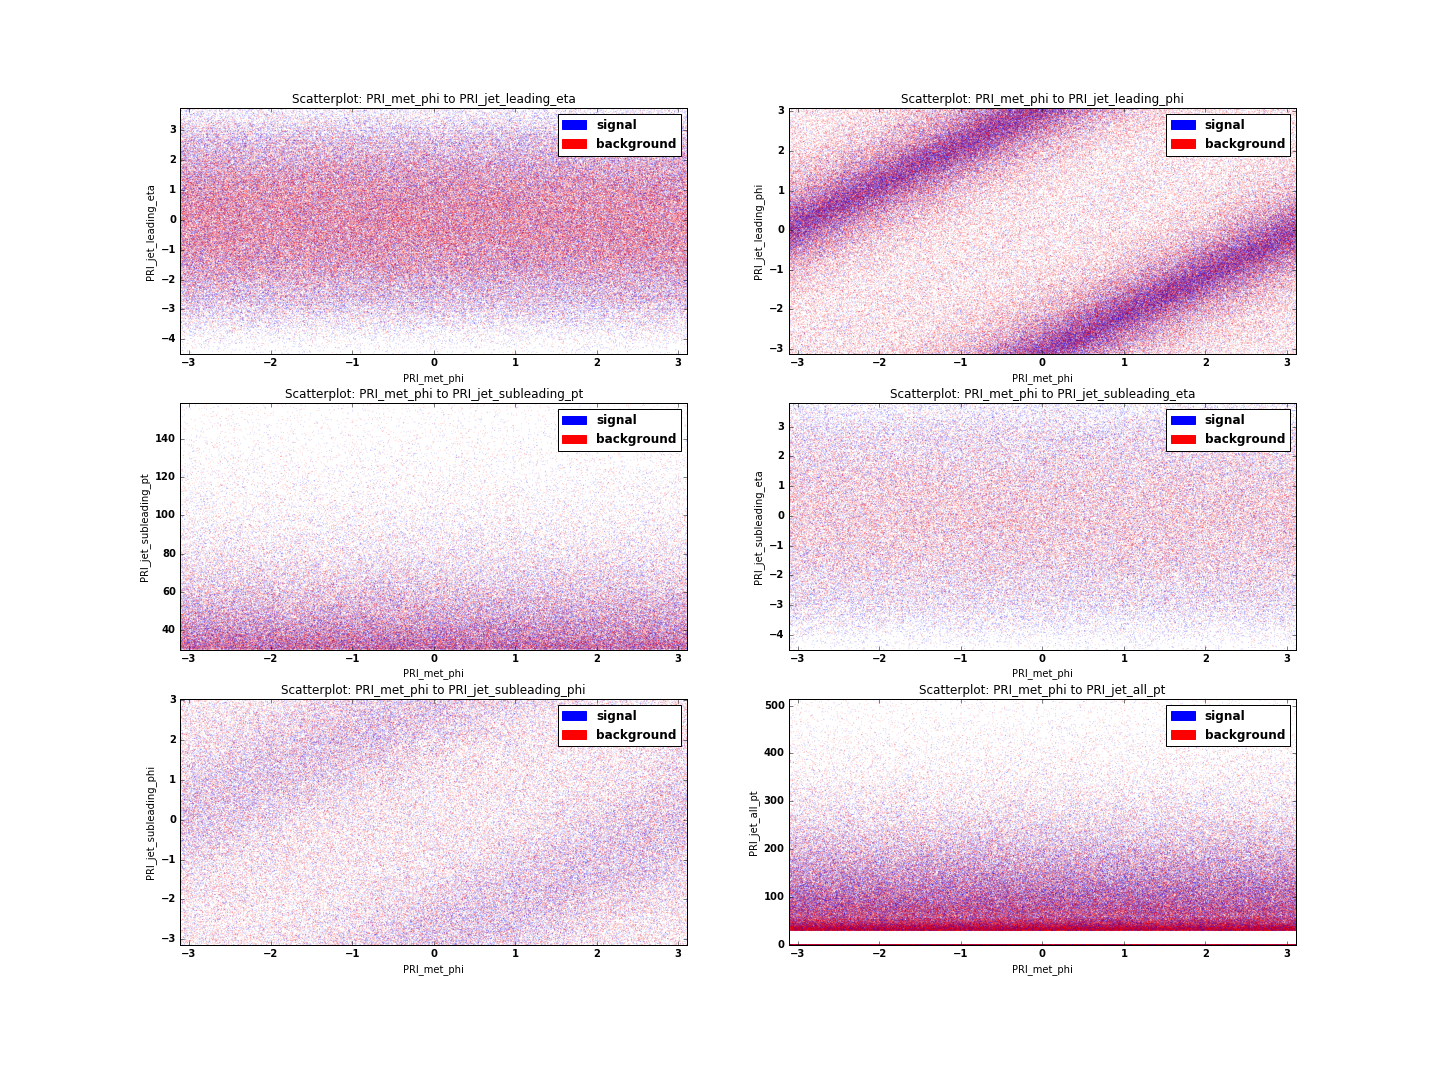 Scatterplot: PRI_met_phi to PRI_jet_leading_eta
PRI_jet_leading_eta
3
2
1
0
−1
−2
−3
−4
signal
background
−3 −2 −1 0 1 2 3
PRI_met_phi
Scatterplot: PRI_met_phi to PRI_jet_leading_phi
PRI_jet_leading_phi
3
2
1
0
−1
−2
−3
signal
background
−3 −2 −1 0 1 2 3
PRI_met_phi
Scatterplot: PRI_met_phi to PRI_jet_subleading_pt
PRI_jet_subleading_pt
140
120
100
80
60
40
signal
background
−3 −2 −1 0 1 2 3
PRI_met_phi
Scatterplot: PRI_met_phi to PRI_jet_subleading_eta
PRI_jet_subleading_eta
3
2
1
0
−1
−2
−3
−4
signal
background
−3 −2 −1 0 1 2 3
PRI_met_phi
Scatterplot: PRI_met_phi to PRI_jet_subleading_phi
PRI_jet_subleading_phi
3
2
1
0
−1
−2
−3
signal
background
−3 −2 −1 0 1 2 3
PRI_met_phi
Scatterplot: PRI_met_phi to PRI_jet_all_pt
PRI_jet_all_pt
500
400
300
200
100
0
signal
background
−3 −2 −1 0 1 2 3
PRI_met_phi